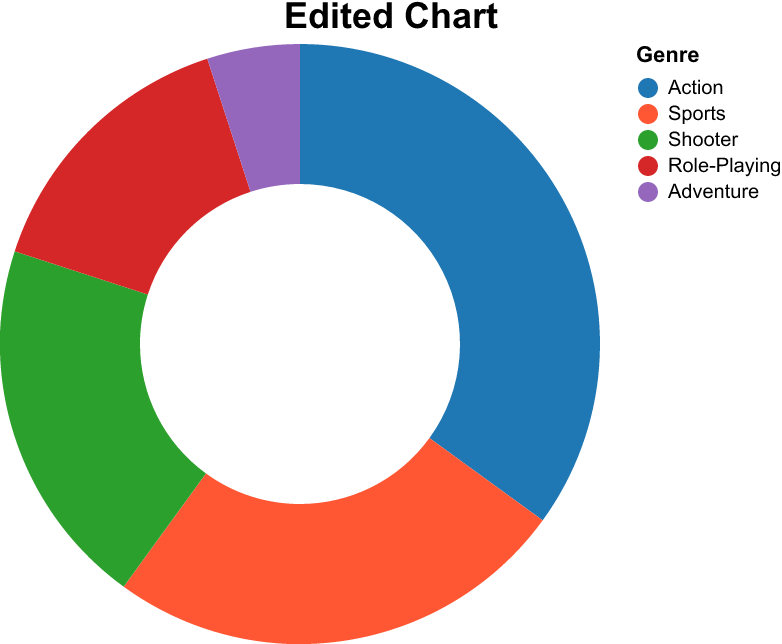 Edited Chart
Genre
Action
Sports
Shooter
Role-Playing
Adventure